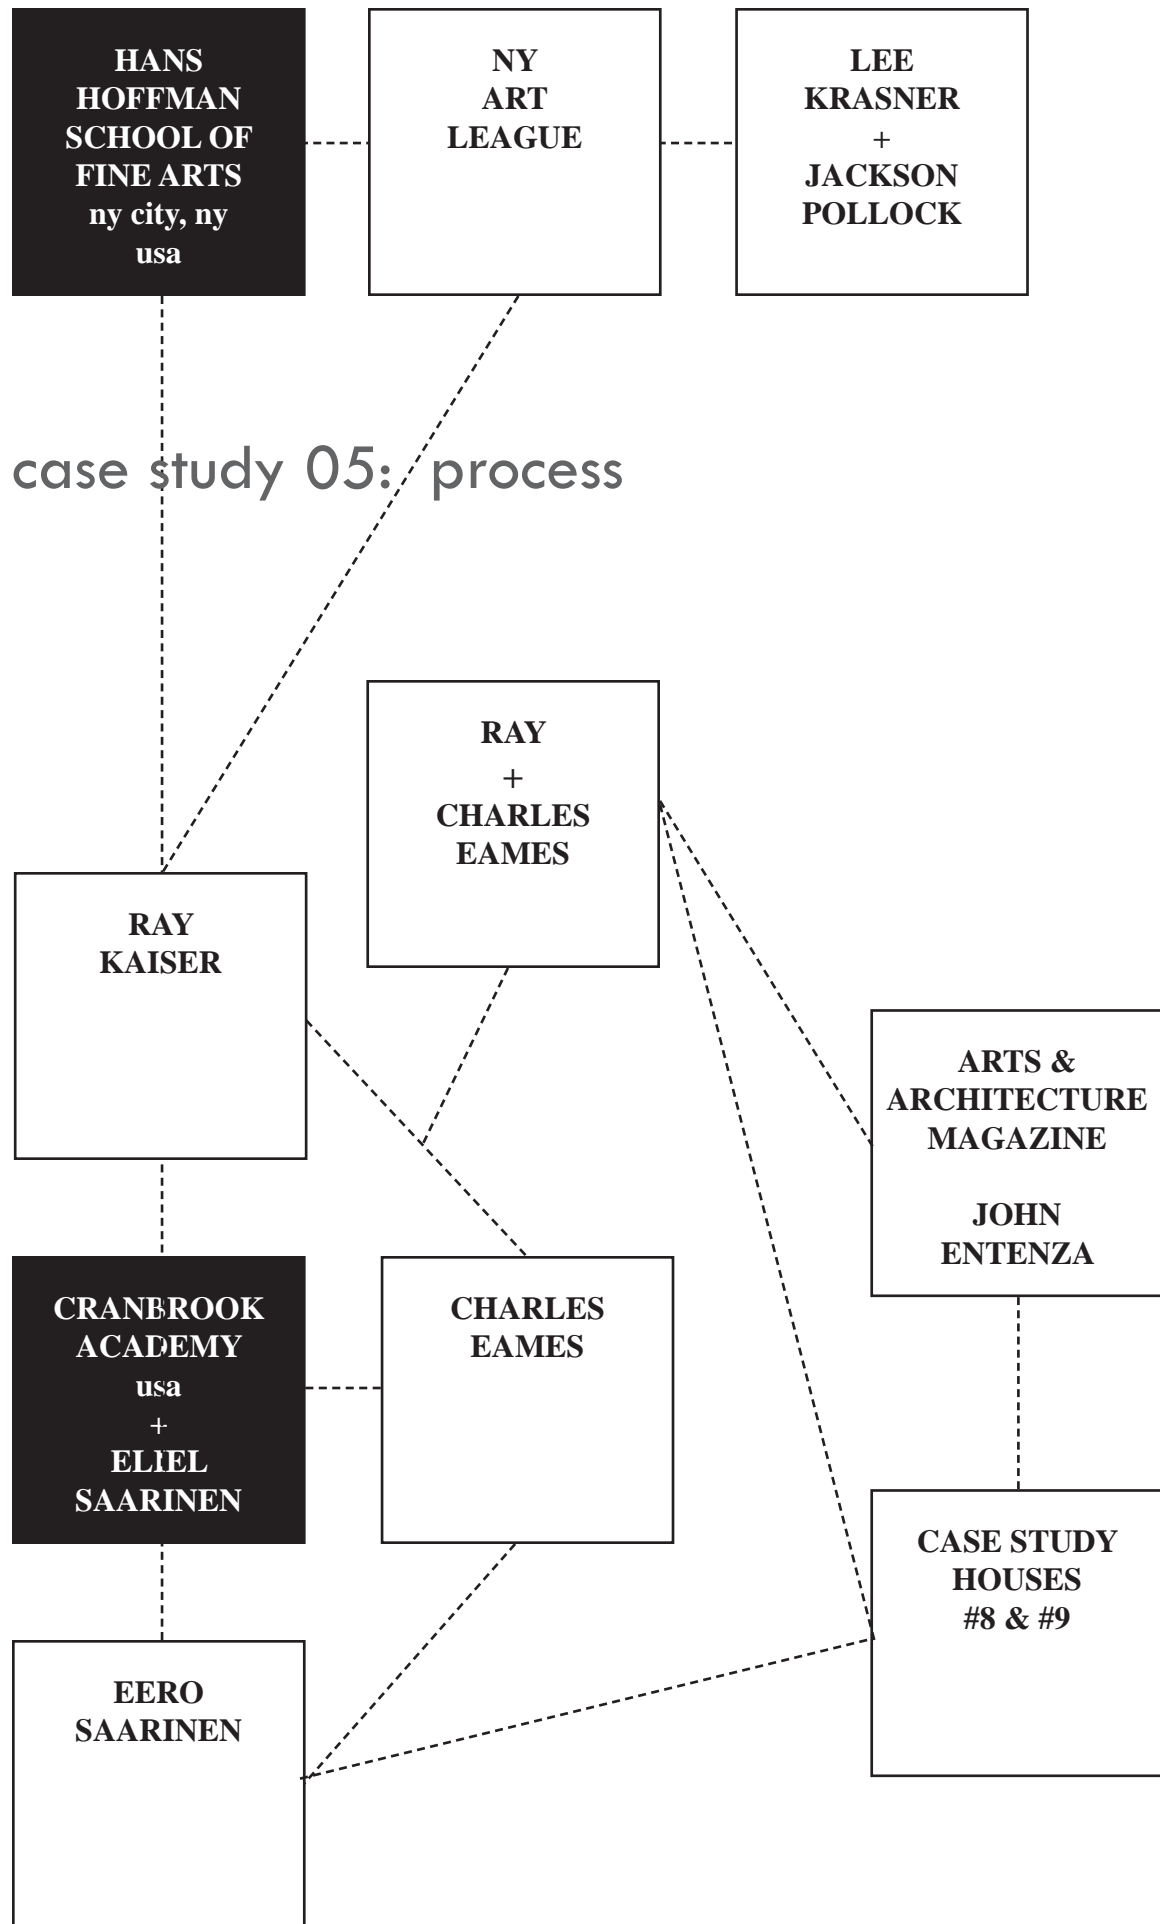 HANS
HOFFMAN
SCHOOL OF
FINE ARTS
ny city, ny
usa
NY
ART
LEAGUE
LEE
KRASNER
+
JACKSON
POLLOCK
case study 05: process
RAY
+
CHARLES
EAMES
RAY
KAISER
ARTS &
ARCHITECTURE
MAGAZINE
JOHN
ENTENZA
CRANBROOK
ACADEMY
usa
+
ELIEL
SAARINEN
CHARLES
EAMES
CASE STUDY
HOUSES
#8 & #9
EERO
SAARINEN